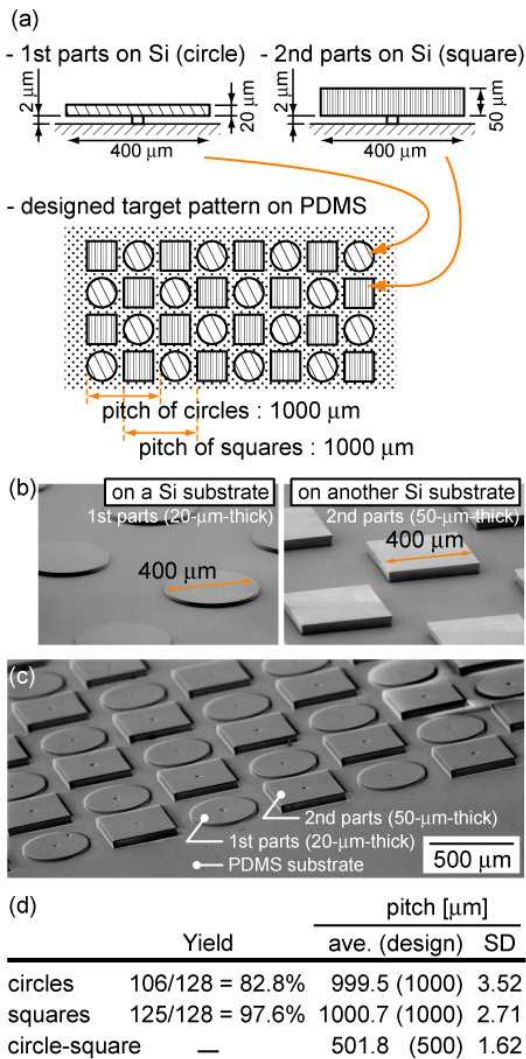 (a)
- 1st parts on Si (circle)
- 2nd parts on Si (square)
2 μm
20 μm
400 μm
2 μm
50 μm
400 μm
- designed target pattern on PDMS
pitch of circles : 1000 μm
pitch of squares : 1000 μm
(b)
on a Si substrate
1st parts (20-μm-thick)
400 μm
on another Si substrate
2nd parts (50-μm-thick)
400 μm
(c)
2nd parts (50-μm-thick)
1st parts (20-μm-thick)
PDMS substrate
500 μm
(d)
pitch [μm]
Yield ave. (design) SD
circles 106/128 = 82.8% 999.5 (1000) 3.52
squares 125/128 = 97.6% 1000.7 (1000) 2.71
circle-square — 501.8 (500) 1.62